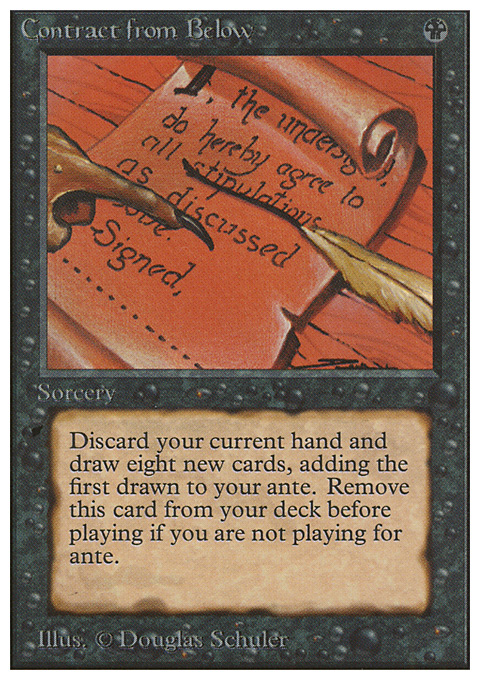 Contract from Below
I, the undersigned,
do hereby agree to
all stipulations
as discussed
above.
Signed,
Sorcery
Discard your current hand and
draw eight new cards, adding the
first drawn to your ante. Remove
this card from your deck before
playing if you are not playing for
ante.
Illus. © Douglas Schuler